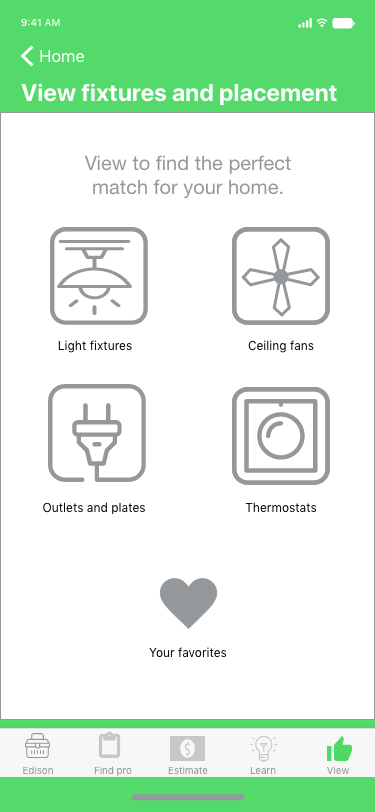 9:41 AM
Home
View fixtures and placement
View to find the perfect
match for your home.
Light fixtures
Ceiling fans
Outlets and plates
Thermostats
Your favorites
Edison
Find pro
$
Estimate
Learn
View